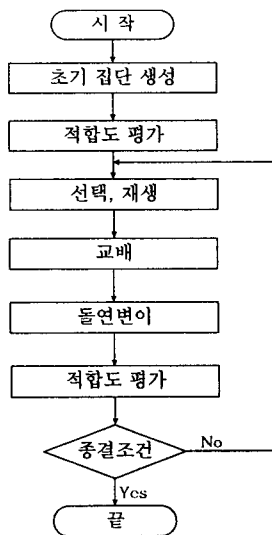 시 작
초기 집단 생성
적합도 평가
선택, 재생
교배
돌연변이
적합도 평가
종결조건
No
Yes
끝